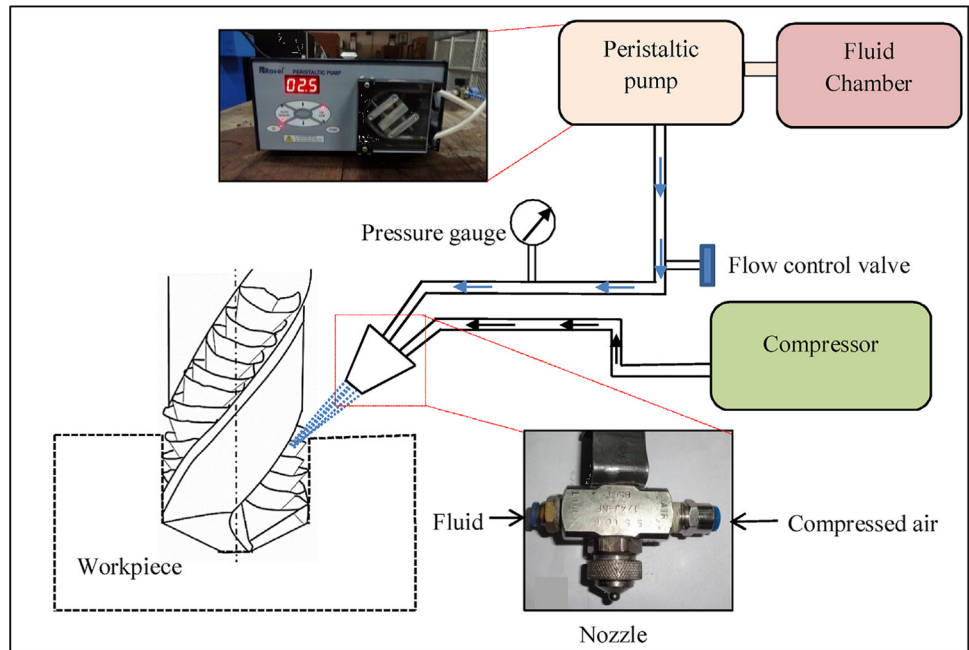 Peristaltic
pump
Fluid
Chamber
PERISTALTIC PUMP
02.5
Pressure gauge
Flow control valve
Compressor
Fluid
Compressed air
Workpiece
AIR
Nozzle